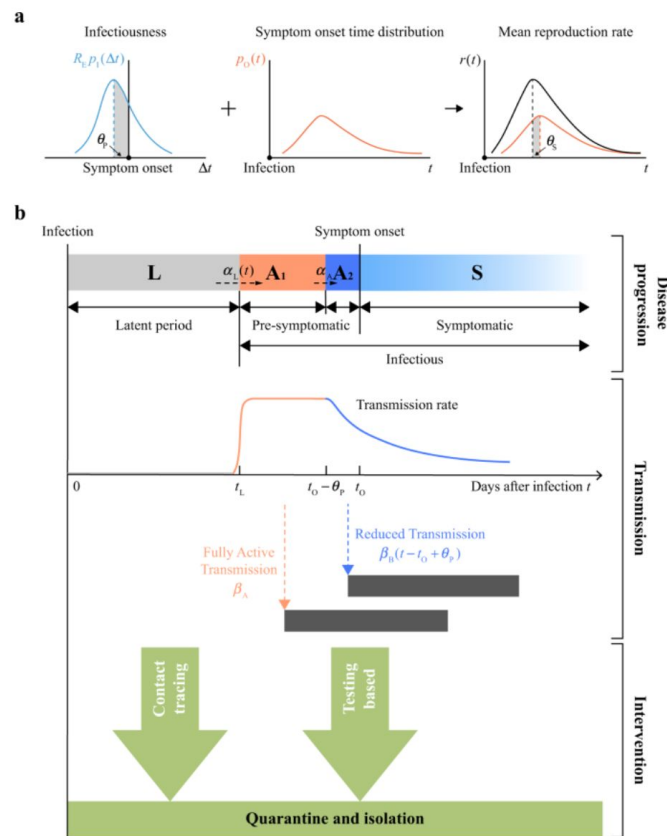 a
Infectiousness
Symptom onset time distribution
Mean reproduction rate
R_E p_I(Δt)
p_O(t)
r(t)
+
θ_P
θ_S
Symptom onset
Δt
Infection
t
Infection
t
b
Infection
Symptom onset
L
α_L(t)
A₁
α_A
A₂
S
Latent period
Pre-symptomatic
Symptomatic
Infectious
Disease
progression
Transmission rate
0
t_L
t_O − θ_P
t_O
Days after infection t
Fully Active
Transmission
β_A
Reduced Transmission
β_B(t − t_O + θ_P)
Transmission
Contact
tracing
Testing
based
Intervention
Quarantine and isolation